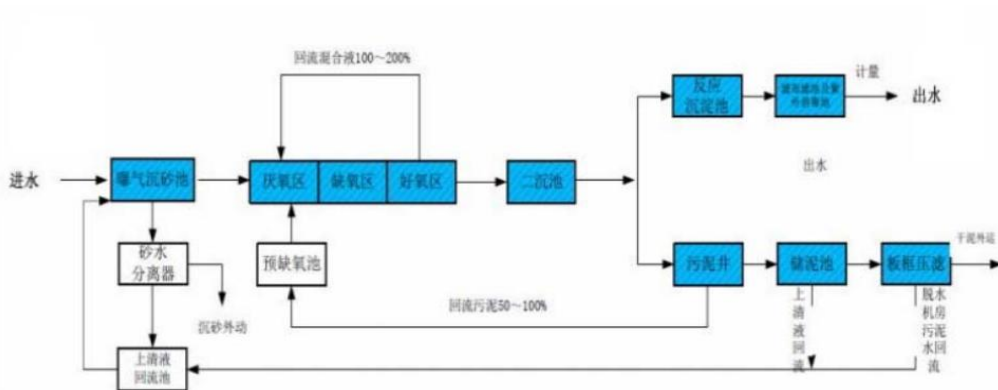 回流混合液100～200%
反应
沉淀池
计量
出水
出水
进水
曝气沉砂池
厌氧区
缺氧区
好氧区
二沉池
砂水
分离器
预缺氧池
污泥井
储泥池
板框压滤
干泥外运
回流污泥50～100%
沉砂外动
上清液回流
脱水
机房
污泥
水回
流
上清液
回流池